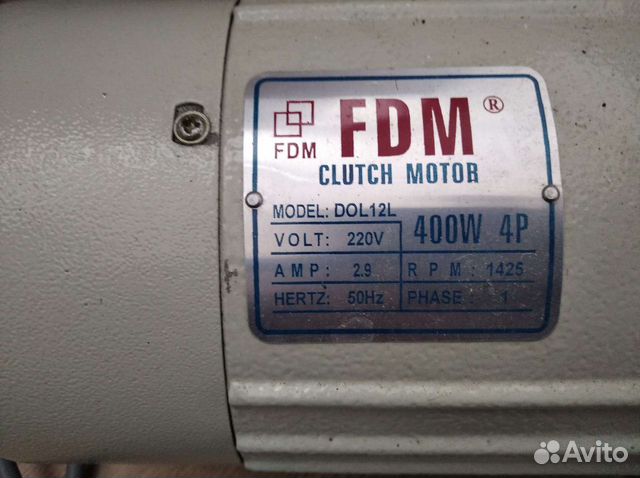 FDM ®
FDM
CLUTCH MOTOR
MODEL: DOL12L
VOLT: 220V
400W 4P
AMP: 2.9
RPM: 1425
HERTZ: 50Hz
PHASE: 1
Avito